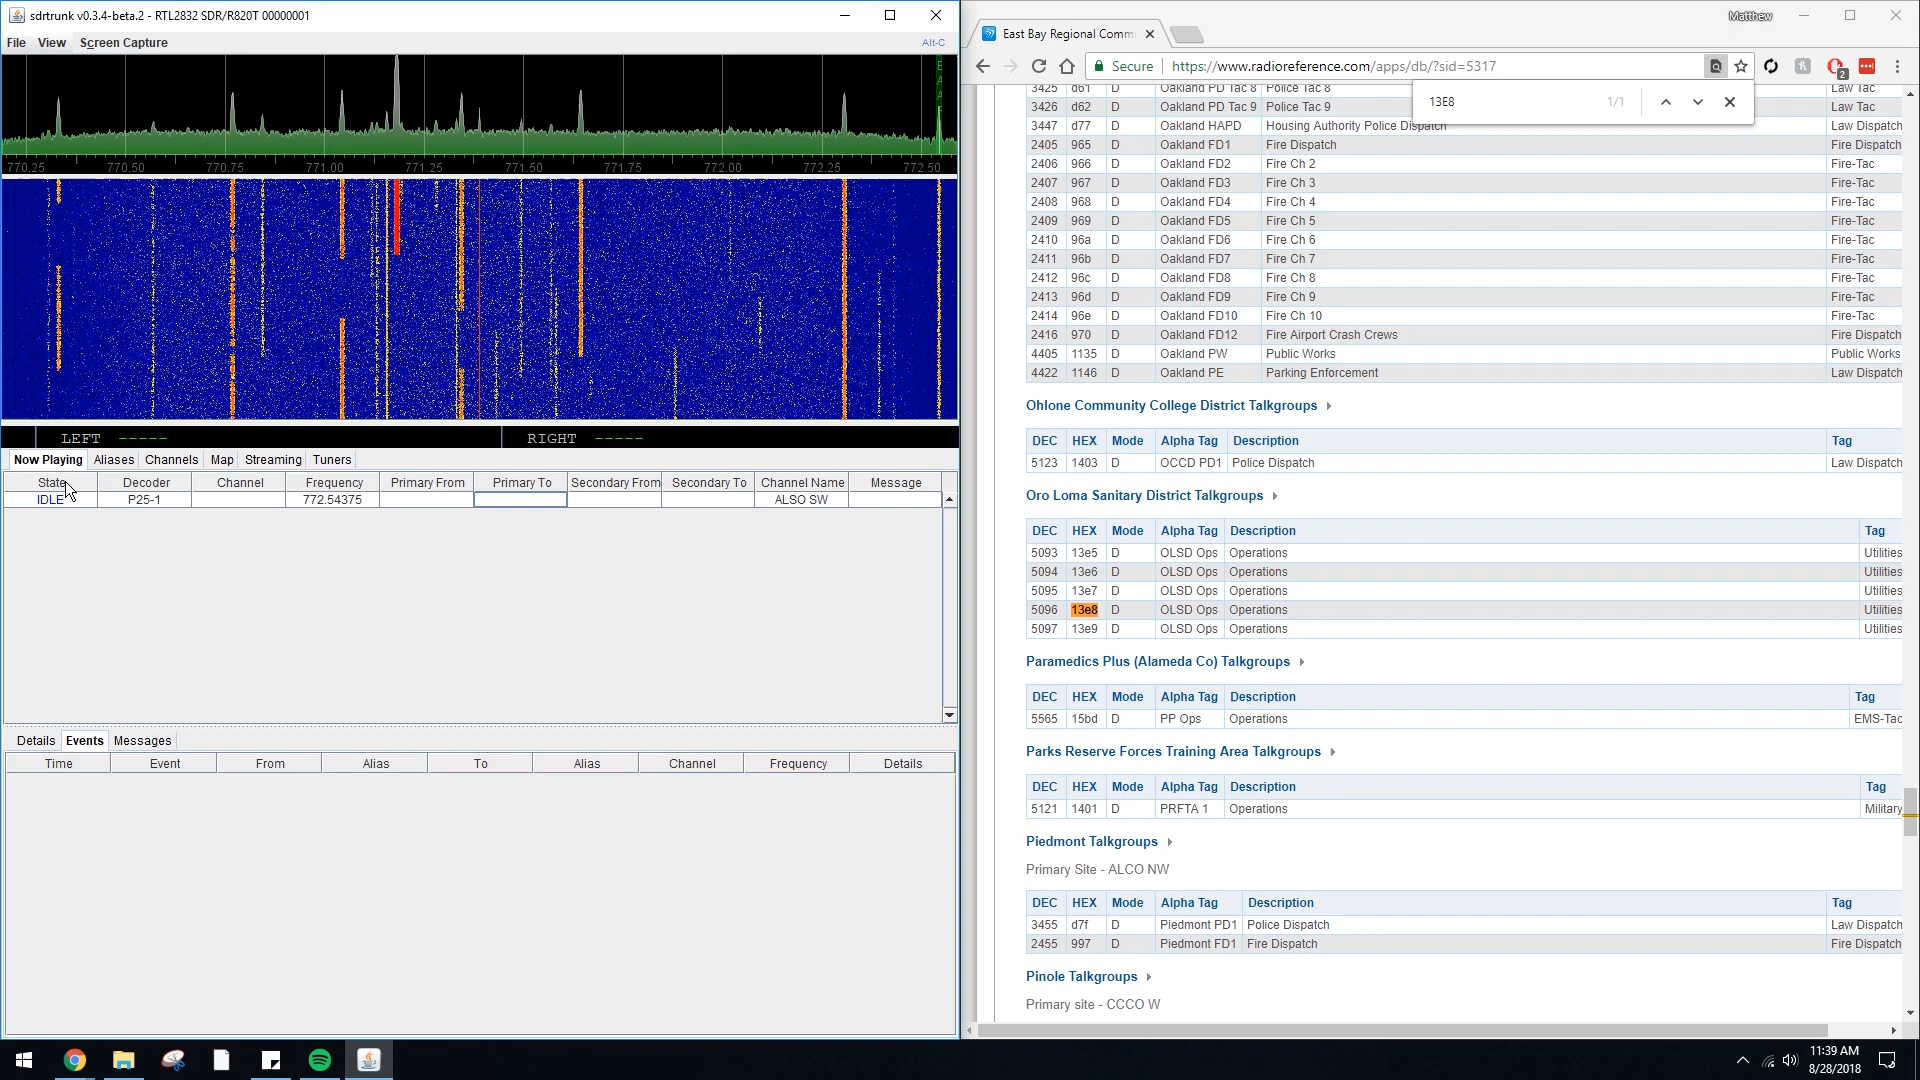 sdrtrunk v0.3.4-beta.2 - RTL2832 SDR/R820T 00000001
File View Screen Capture Alt-C
770.25 770.50 770.75 771.00 771.25 771.50 771.75 772.00 772.25 772.50
LEFT ----- RIGHT -----
Now Playing Aliases Channels Map Streaming Tuners
State Decoder Channel Frequency Primary From Primary To Secondary From Secondary To Channel Name Message
IDLE P25-1 772.54375 ALSO SW
Details Events Messages
Time Event From Alias To Alias Channel Frequency Details
Matthew
East Bay Regional Comm
Secure https://www.radioreference.com/apps/db/?sid=5317
2
13E8 1/1
3425 d61 D Oakland PD Tac 8 Police Tac 8 Law Tac
3426 d62 D Oakland PD Tac 9 Police Tac 9 Law Tac
3447 d77 D Oakland HAPD Housing Authority Police Dispatch Law Dispatch
2405 965 D Oakland FD1 Fire Dispatch Fire Dispatch
2406 966 D Oakland FD2 Fire Ch 2 Fire-Tac
2407 967 D Oakland FD3 Fire Ch 3 Fire-Tac
2408 968 D Oakland FD4 Fire Ch 4 Fire-Tac
2409 969 D Oakland FD5 Fire Ch 5 Fire-Tac
2410 96a D Oakland FD6 Fire Ch 6 Fire-Tac
2411 96b D Oakland FD7 Fire Ch 7 Fire-Tac
2412 96c D Oakland FD8 Fire Ch 8 Fire-Tac
2413 96d D Oakland FD9 Fire Ch 9 Fire-Tac
2414 96e D Oakland FD10 Fire Ch 10 Fire-Tac
2416 970 D Oakland FD12 Fire Airport Crash Crews Fire Dispatch
4405 1135 D Oakland PW Public Works Public Works
4422 1146 D Oakland PE Parking Enforcement Law Dispatch
Ohlone Community College District Talkgroups
DEC HEX Mode Alpha Tag Description Tag
5123 1403 D OCCD PD1 Police Dispatch Law Dispatch
Oro Loma Sanitary District Talkgroups
DEC HEX Mode Alpha Tag Description Tag
5093 13e5 D OLSD Ops Operations Utilities
5094 13e6 D OLSD Ops Operations Utilities
5095 13e7 D OLSD Ops Operations Utilities
5096 13e8 D OLSD Ops Operations Utilities
5097 13e9 D OLSD Ops Operations Utilities
Paramedics Plus (Alameda Co) Talkgroups
DEC HEX Mode Alpha Tag Description Tag
5565 15bd D PP Ops Operations EMS-Tac
Parks Reserve Forces Training Area Talkgroups
DEC HEX Mode Alpha Tag Description Tag
5121 1401 D PRFTA 1 Operations Military
Piedmont Talkgroups
Primary Site - ALCO NW
DEC HEX Mode Alpha Tag Description Tag
3455 d7f D Piedmont PD1 Police Dispatch Law Dispatch
2455 997 D Piedmont FD1 Fire Dispatch Fire Dispatch
Pinole Talkgroups
Primary site - CCCO W
11:39 AM
8/28/2018